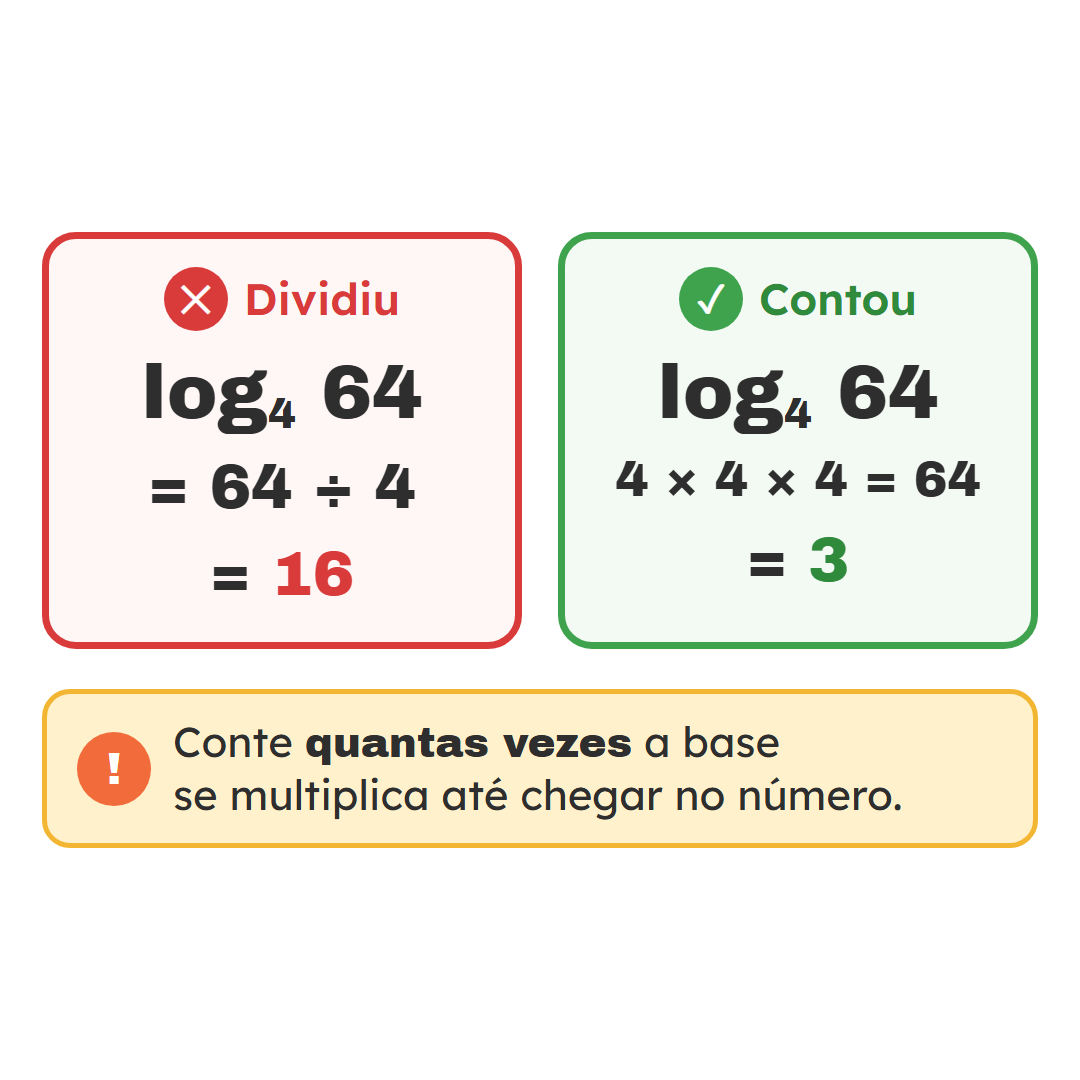 Dividiu
log₄ 64
= 64 ÷ 4
= 16
Contou
log₄ 64
4 × 4 × 4 = 64
= 3
!
Conte quantas vezes a base
se multiplica até chegar no número.